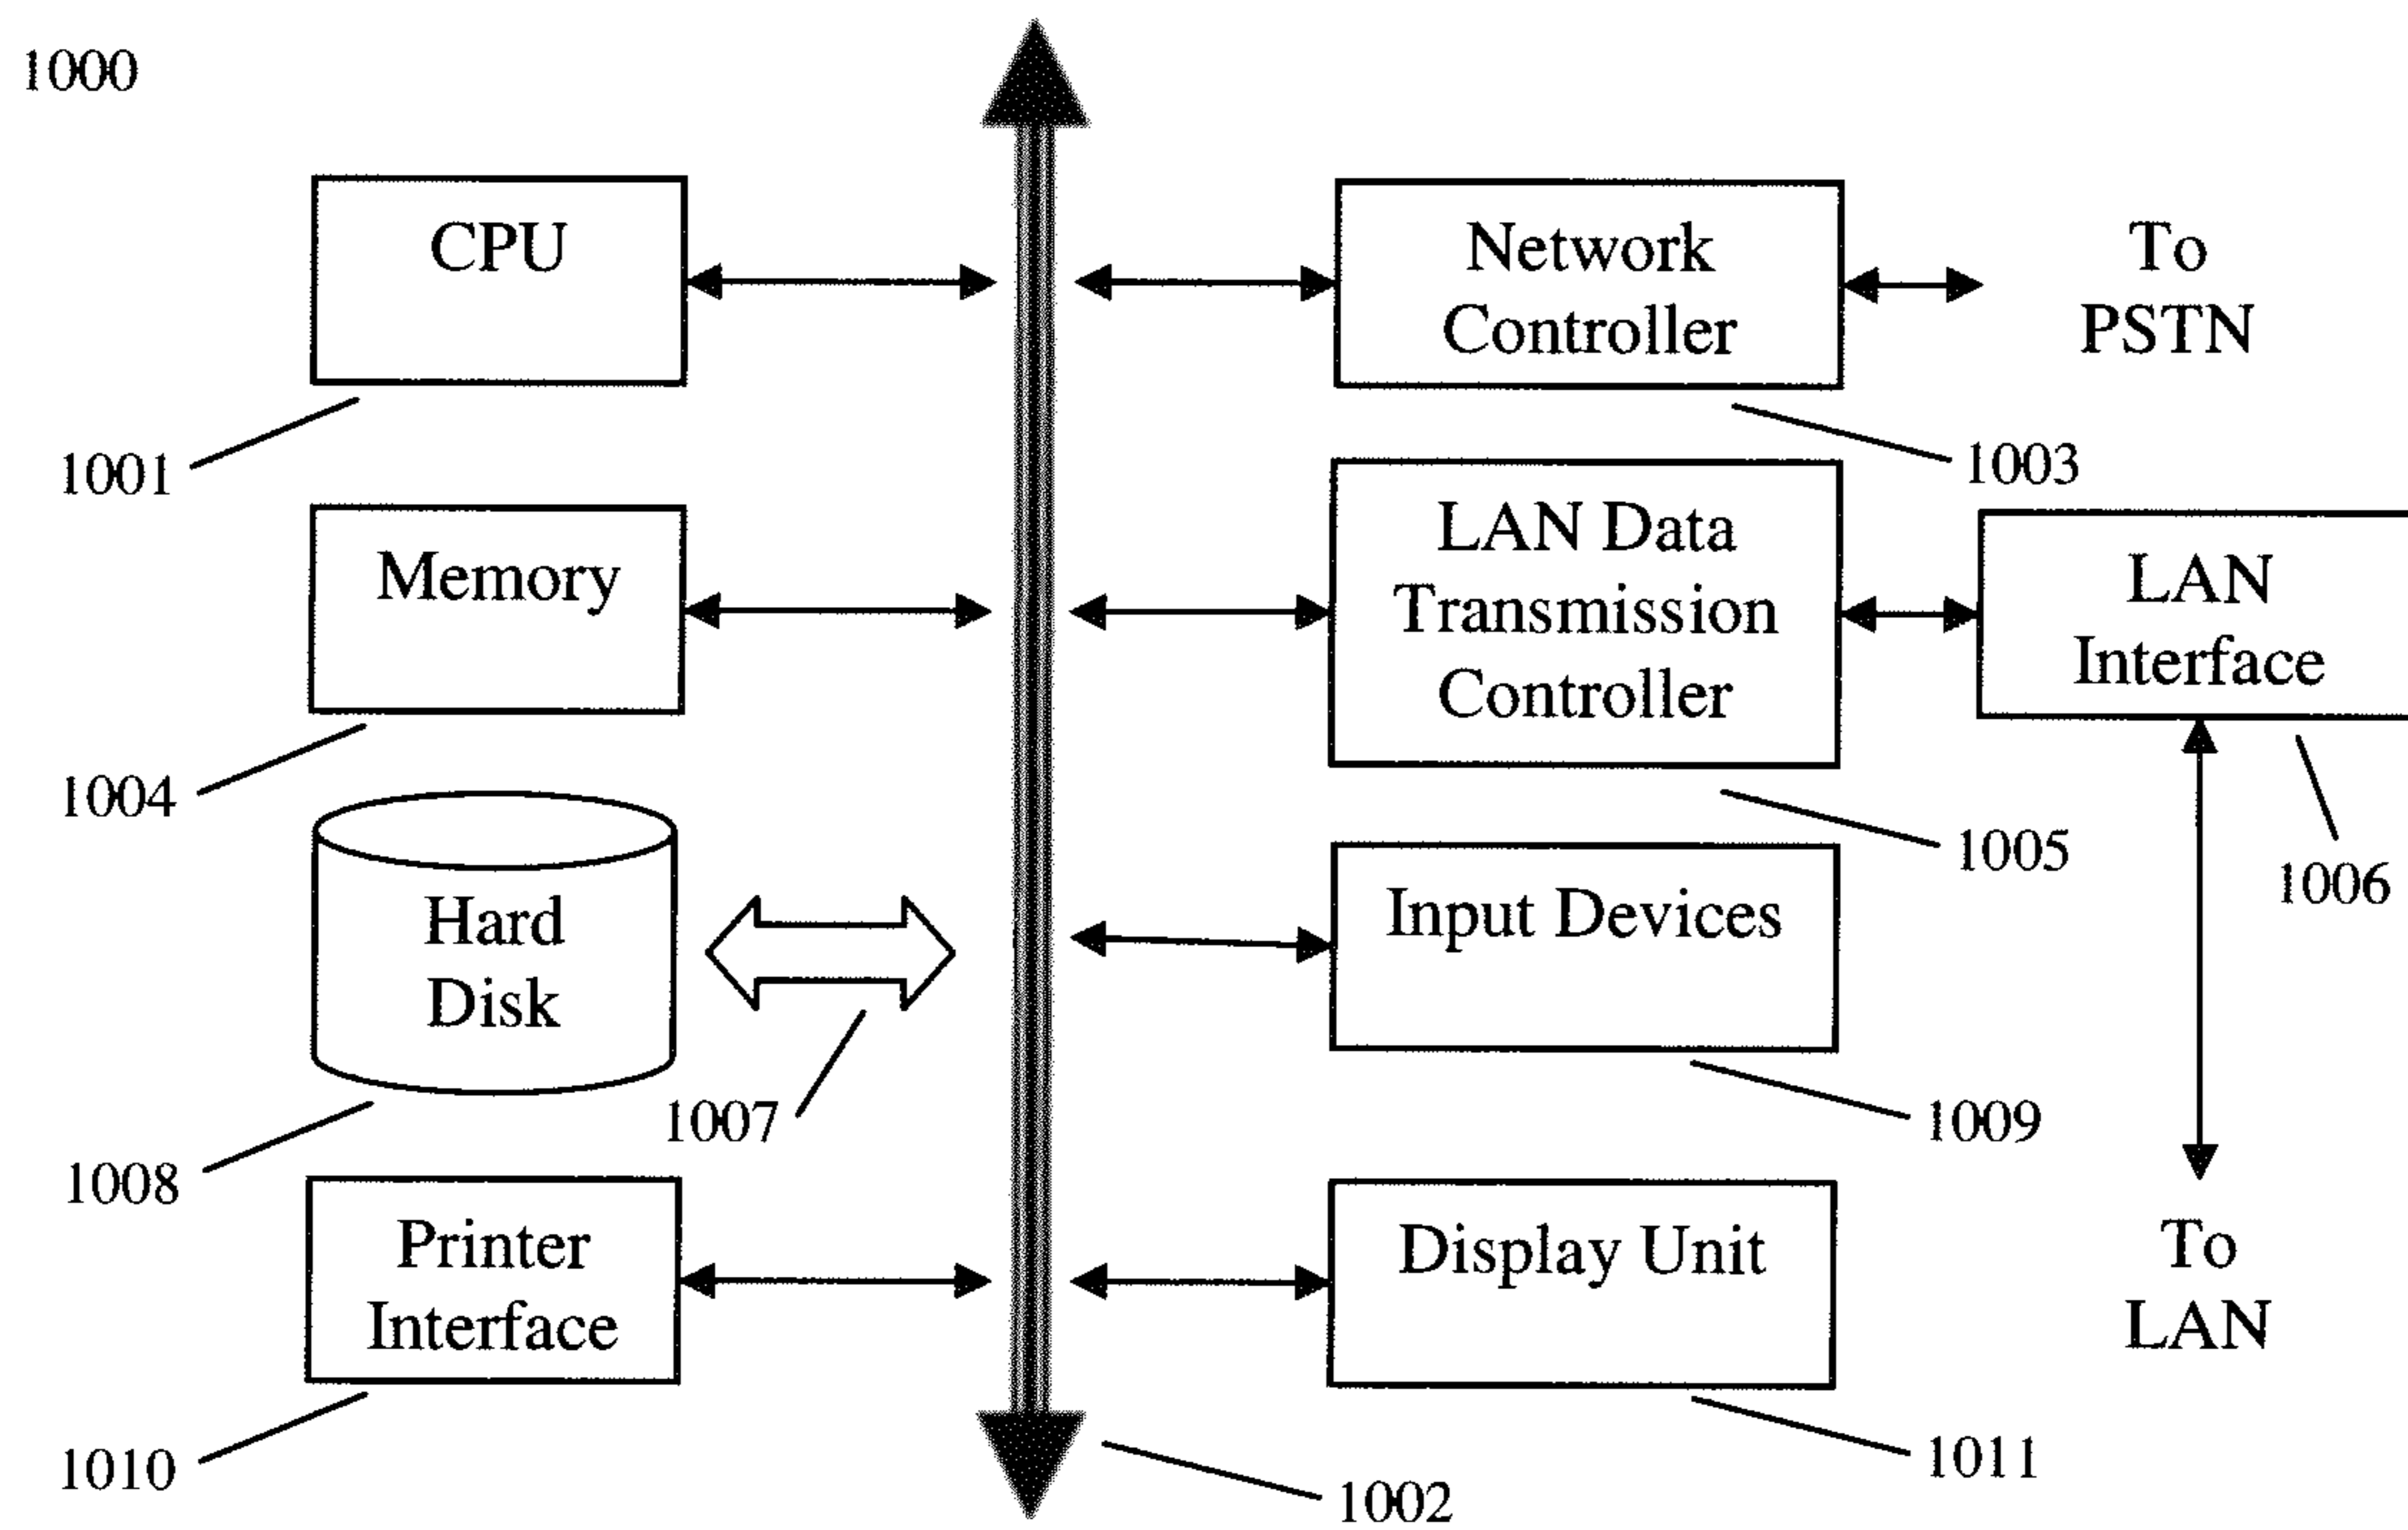 1000
CPU
1001
Network
Controller
To
PSTN
1003
Memory
1004
LAN Data
Transmission
Controller
1005
LAN
Interface
1006
Hard
Disk
1007
1008
Input Devices
1009
Printer
Interface
1010
Display Unit
1011
To
LAN
1002